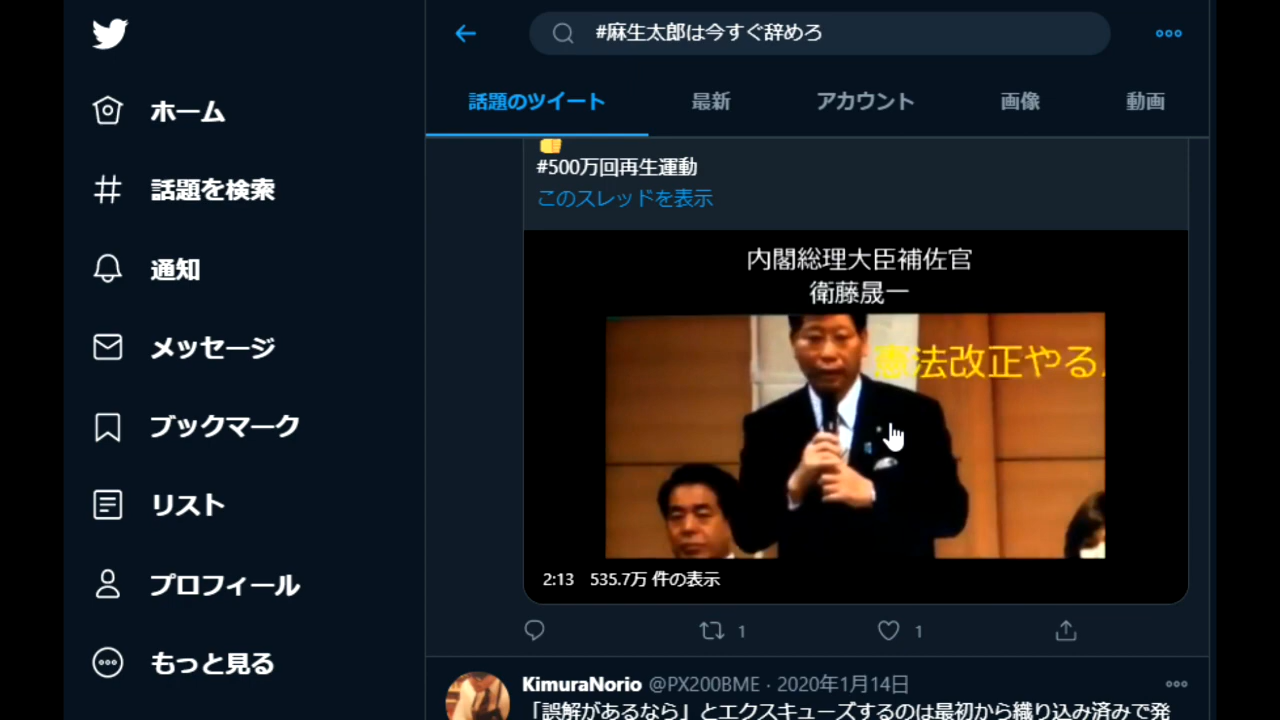 #麻生太郎は今すぐ辞めろ
ホーム
話題を検索
通知
メッセージ
ブックマーク
リスト
プロフィール
もっと見る
話題のツイート 最新 アカウント 画像 動画
#500万回再生運動
このスレッドを表示
内閣総理大臣補佐官
衛藤晟一
憲法改正やる
2:13 535.7万 件の表示
1 1
KimuraNorio @PX200BME · 2020年1月14日
「誤解があるなら」とエクスキューズするのは最初から織り込み済みで発